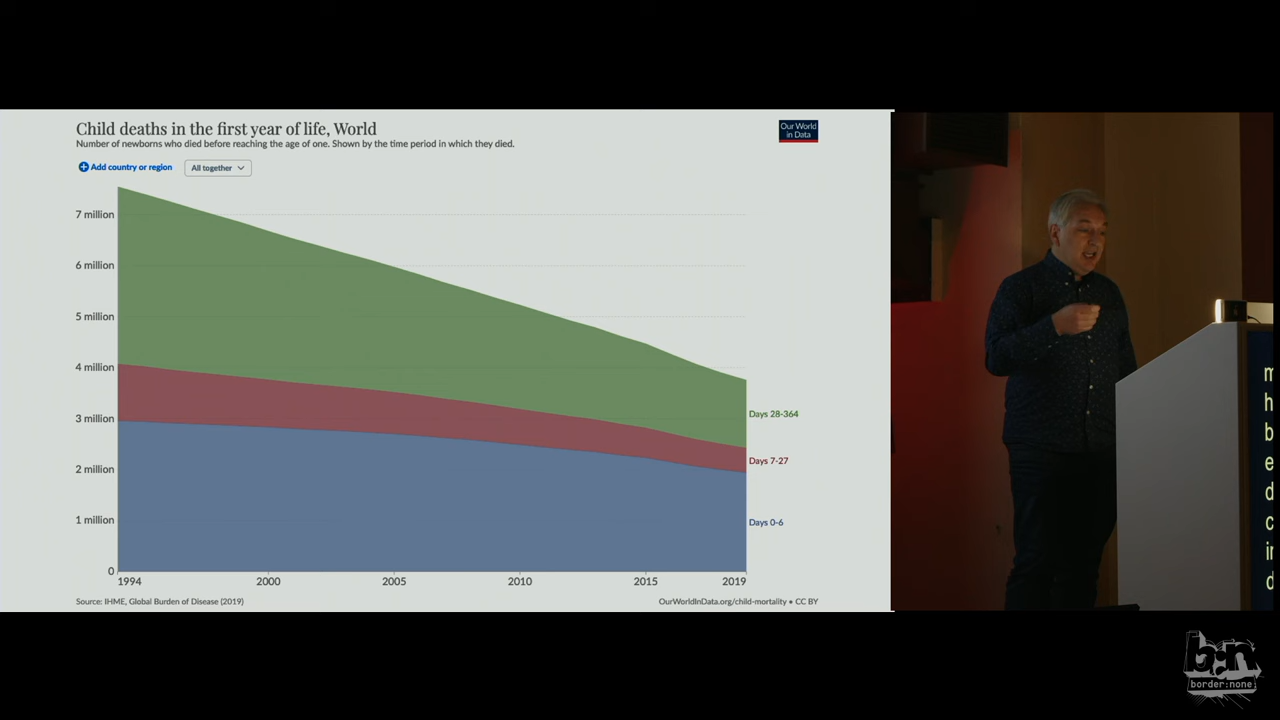 Child deaths in the first year of life, World
Number of newborns who died before reaching the age of one. Shown by the time period in which they died.
Our World
in Data
Add country or region
All together
7 million
6 million
5 million
4 million
3 million
2 million
1 million
0
Days 28-364
Days 7-27
Days 0-6
1994
2000
2005
2010
2015
2019
Source: IHME, Global Burden of Disease (2019)
OurWorldInData.org/child-mortality • CC BY
m
h
b
e
d
c
in
d
b:n
border:none